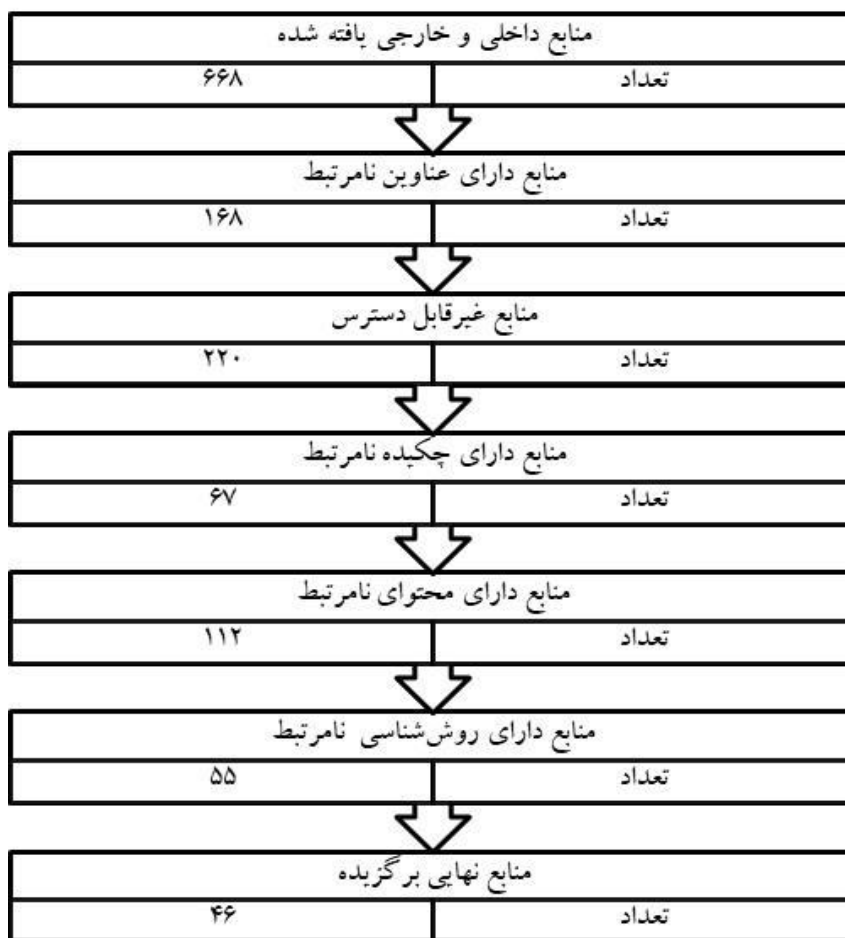 منابع داخلی و خارجی یافته شده
تعداد ۶۶۸
منابع دارای عناوین نامرتبط
تعداد ۱۶۸
منابع غیرقابل دسترس
تعداد ۲۲۰
منابع دارای چکیده نامرتبط
تعداد ۶۷
منابع دارای محتوای نامرتبط
تعداد ۱۱۲
منابع دارای روش‌شناسی نامرتبط
تعداد ۵۵
منابع نهایی برگزیده
تعداد ۴۶